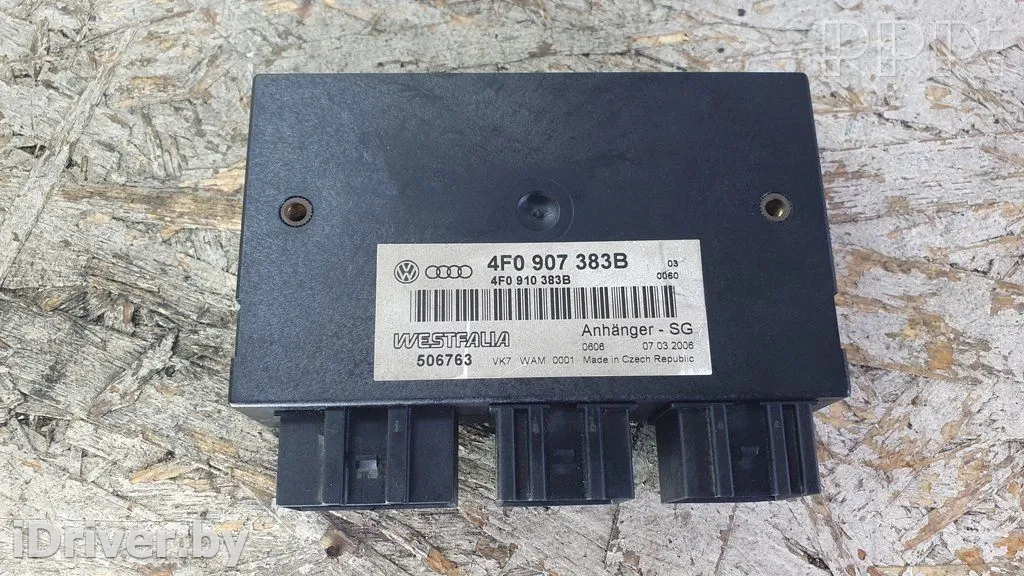 PPP
4F0 907 383B
03
4F0 910 383B
0060
WESTFALIA
Anhänger - SG
0606 07.03.2006
506763 VK7 WAM 0001 Made in Czech Republic
iDriver.by